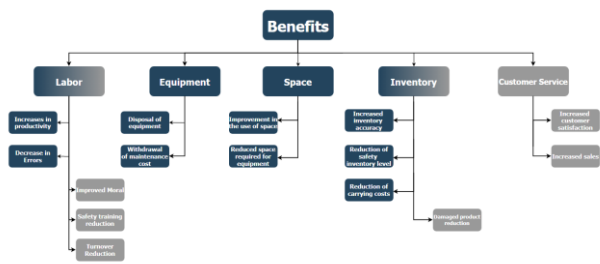 Benefits
Labor
Equipment
Space
Inventory
Customer Service
Increases in
productivity
Decrease in
Errors
Improved Moral
Safety training
reduction
Turnover
Reduction
Disposal of
equipment
Withdrawal
of maintenance
cost
Improvement in
the use of space
Reduced space
required for
equipment
Increased
inventory
accuracy
Reduction of
safety
inventory level
Reduction of
carrying costs
Damaged product
reduction
Increased
customer
satisfaction
Increased sales